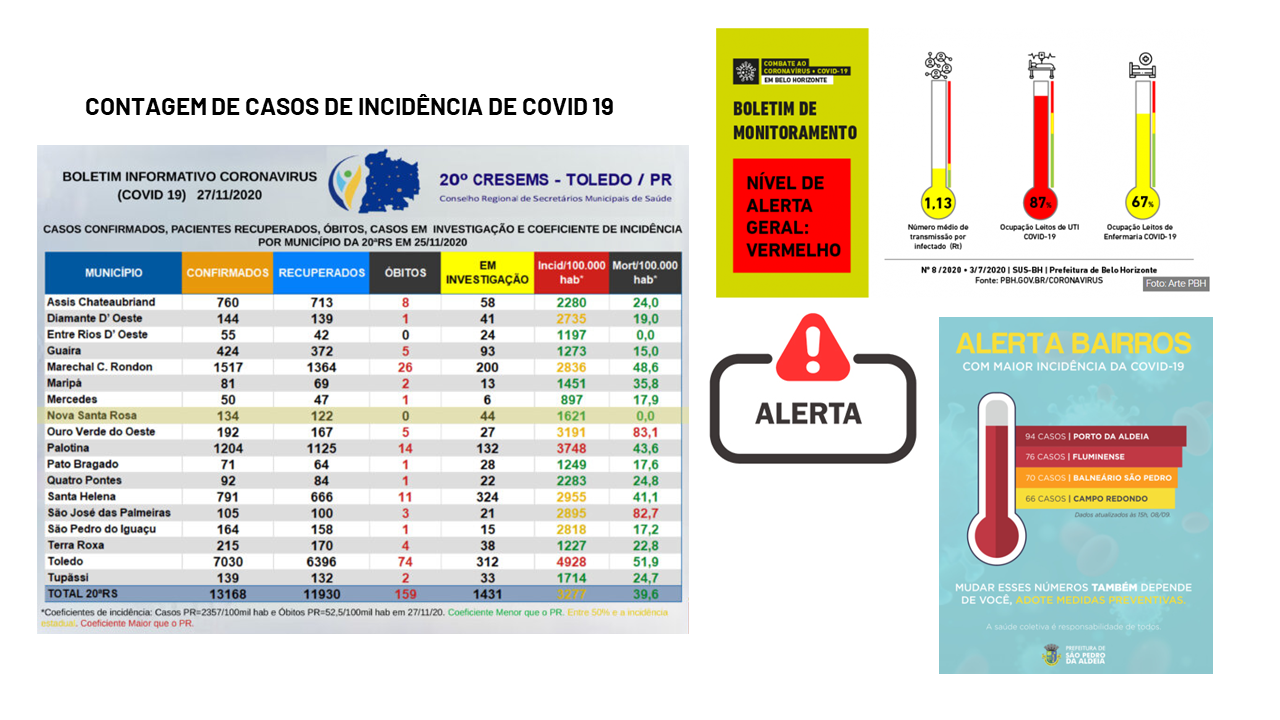 CONTAGEM DE CASOS DE INCIDÊNCIA DE COVID 19
BOLETIM INFORMATIVO CORONAVIRUS
(COVID 19) 27/11/2020
20º CRESEMS - TOLEDO / PR
Conselho Regional de Secretários Municipais de Saúde
CASOS CONFIRMADOS, PACIENTES RECUPERADOS, ÓBITOS, CASOS EM INVESTIGAÇÃO E COEFICIENTE DE INCIDÊNCIA
POR MUNICÍPIO DA 20ªRS EM 25/11/2020
MUNICÍPIO CONFIRMADOS RECUPERADOS ÓBITOS EM INVESTIGAÇÃO Incid/100.000 hab* Mort/100.000 hab*
Assis Chateaubriand 760 713 8 58 2280 24,0
Diamante D' Oeste 144 139 1 41 2735 19,0
Entre Rios D' Oeste 55 42 0 24 1197 0,0
Guaira 424 372 5 93 1273 15,0
Marechal C. Rondon 1517 1364 26 200 2836 48,6
Maripá 81 69 2 13 1451 35,8
Mercedes 50 47 1 6 897 17,9
Nova Santa Rosa 134 122 0 44 1621 0,0
Ouro Verde do Oeste 192 167 5 27 3191 83,1
Palotina 1204 1125 14 132 3748 43,6
Pato Bragado 71 64 1 28 1249 17,6
Quatro Pontes 92 84 1 22 2283 24,8
Santa Helena 791 666 11 324 2955 41,1
São José das Palmeiras 105 100 3 21 2895 82,7
São Pedro do Iguaçu 164 158 1 15 2818 17,2
Terra Roxa 215 170 4 38 1227 22,8
Toledo 7030 6396 74 312 4928 51,9
Tupãssi 139 132 2 33 1714 24,7
TOTAL 20ªRS 13168 11930 159 1431 3277 39,6
*Coeficientes de incidência: Casos PR=2357/100mil hab e Óbitos PR=52,5/100mil hab em 27/11/20. Coeficiente Menor que o PR. Entre 50% e a incidência
estadual. Coeficiente Maior que o PR.
COMBATE AO
CORONAVÍRUS • COVID-19
EM BELO HORIZONTE
BOLETIM DE
MONITORAMENTO
NÍVEL DE
ALERTA
GERAL:
VERMELHO
1,13 87% 67%
Número médio de
transmissão por
infectado (Rt)
Ocupação Leitos de UTI
COVID-19
Ocupação Leitos de
Enfermaria COVID-19
Nº 8 /2020 • 3/7/2020 | SUS-BH | Prefeitura de Belo Horizonte
Fonte: PBH.GOV.BR/CORONAVIRUS
Foto: Arte PBH
ALERTA
ALERTA BAIRROS
COM MAIOR INCIDÊNCIA DA COVID-19
94 CASOS | PORTO DA ALDEIA
76 CASOS | FLUMINENSE
70 CASOS | BALNEÁRIO SÃO PEDRO
66 CASOS | CAMPO REDONDO
Dados atualizados às 15h, 08/09.
MUDAR ESSES NÚMEROS TAMBÉM DEPENDE
DE VOCÊ, ADOTE MEDIDAS PREVENTIVAS.
A saúde coletiva é responsabilidade de todos.
PREFEITURA DE
SÃO PEDRO
DA ALDEIA